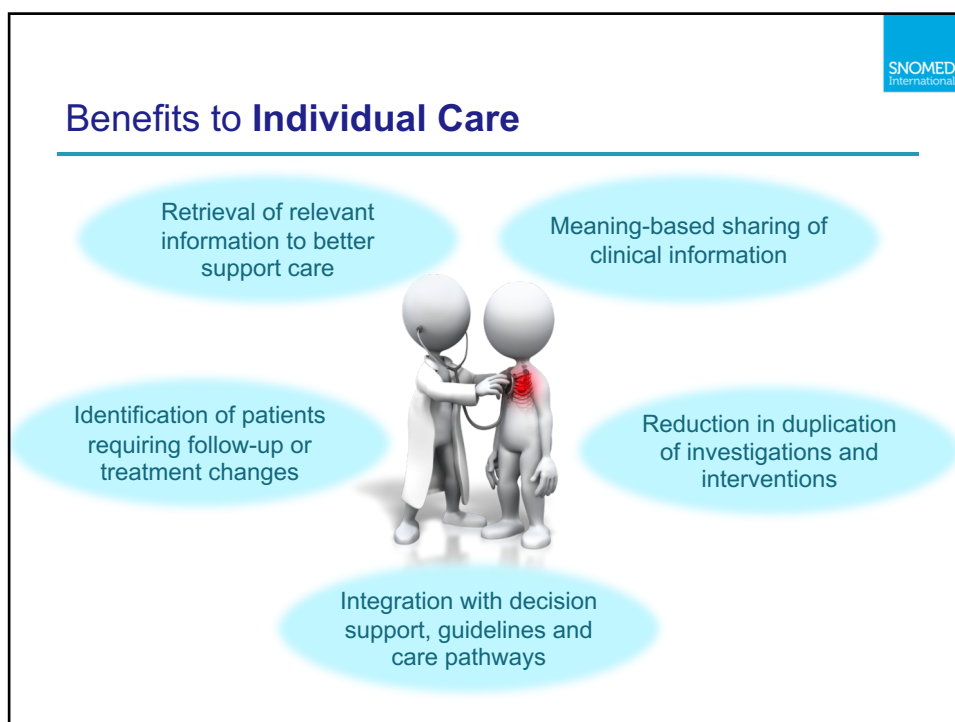 SNOMED
International
Benefits to Individual Care
Retrieval of relevant
information to better
support care
Meaning-based sharing of
clinical information
Identification of patients
requiring follow-up or
treatment changes
Reduction in duplication
of investigations and
interventions
Integration with decision
support, guidelines and
care pathways